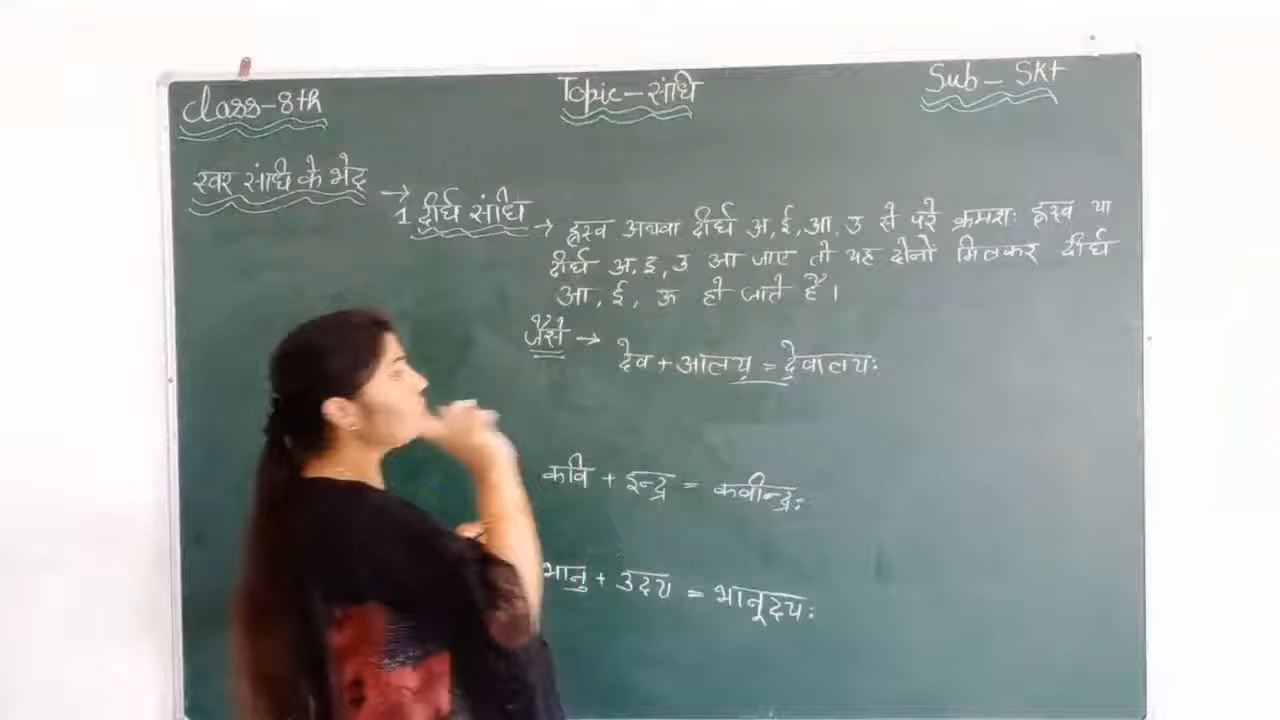 Class-8th
Topic-संधि
Sub-Skt
स्वर संधि के भेद →
1 दीर्घ संधि → ह्रस्व अथवा दीर्घ अ,ई,आ,उ से परे क्रमशः ह्रस्व या
दीर्घ अ,इ,उ आ जाए तो यह दोनों मिलकर दीर्घ
आ, ई, ऊ हो जाते हैं।
जैसे →
देव + आलय = देवालयः
कवि + इन्द्र = कवीन्द्रः
भानु + उदय = भानूदयः